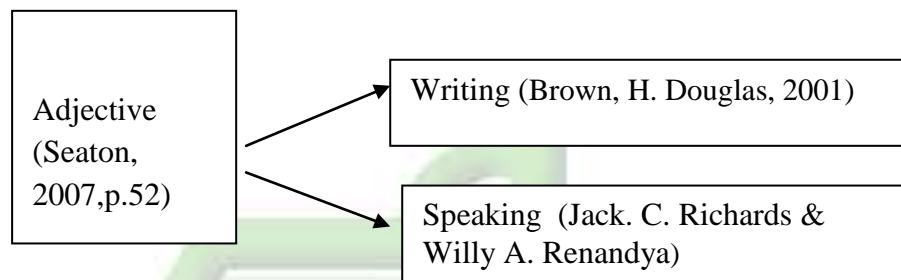 Adjective
(Seaton,
2007,p.52)
Writing (Brown, H. Douglas, 2001)
Speaking  (Jack. C. Richards &
Willy A. Renandya)